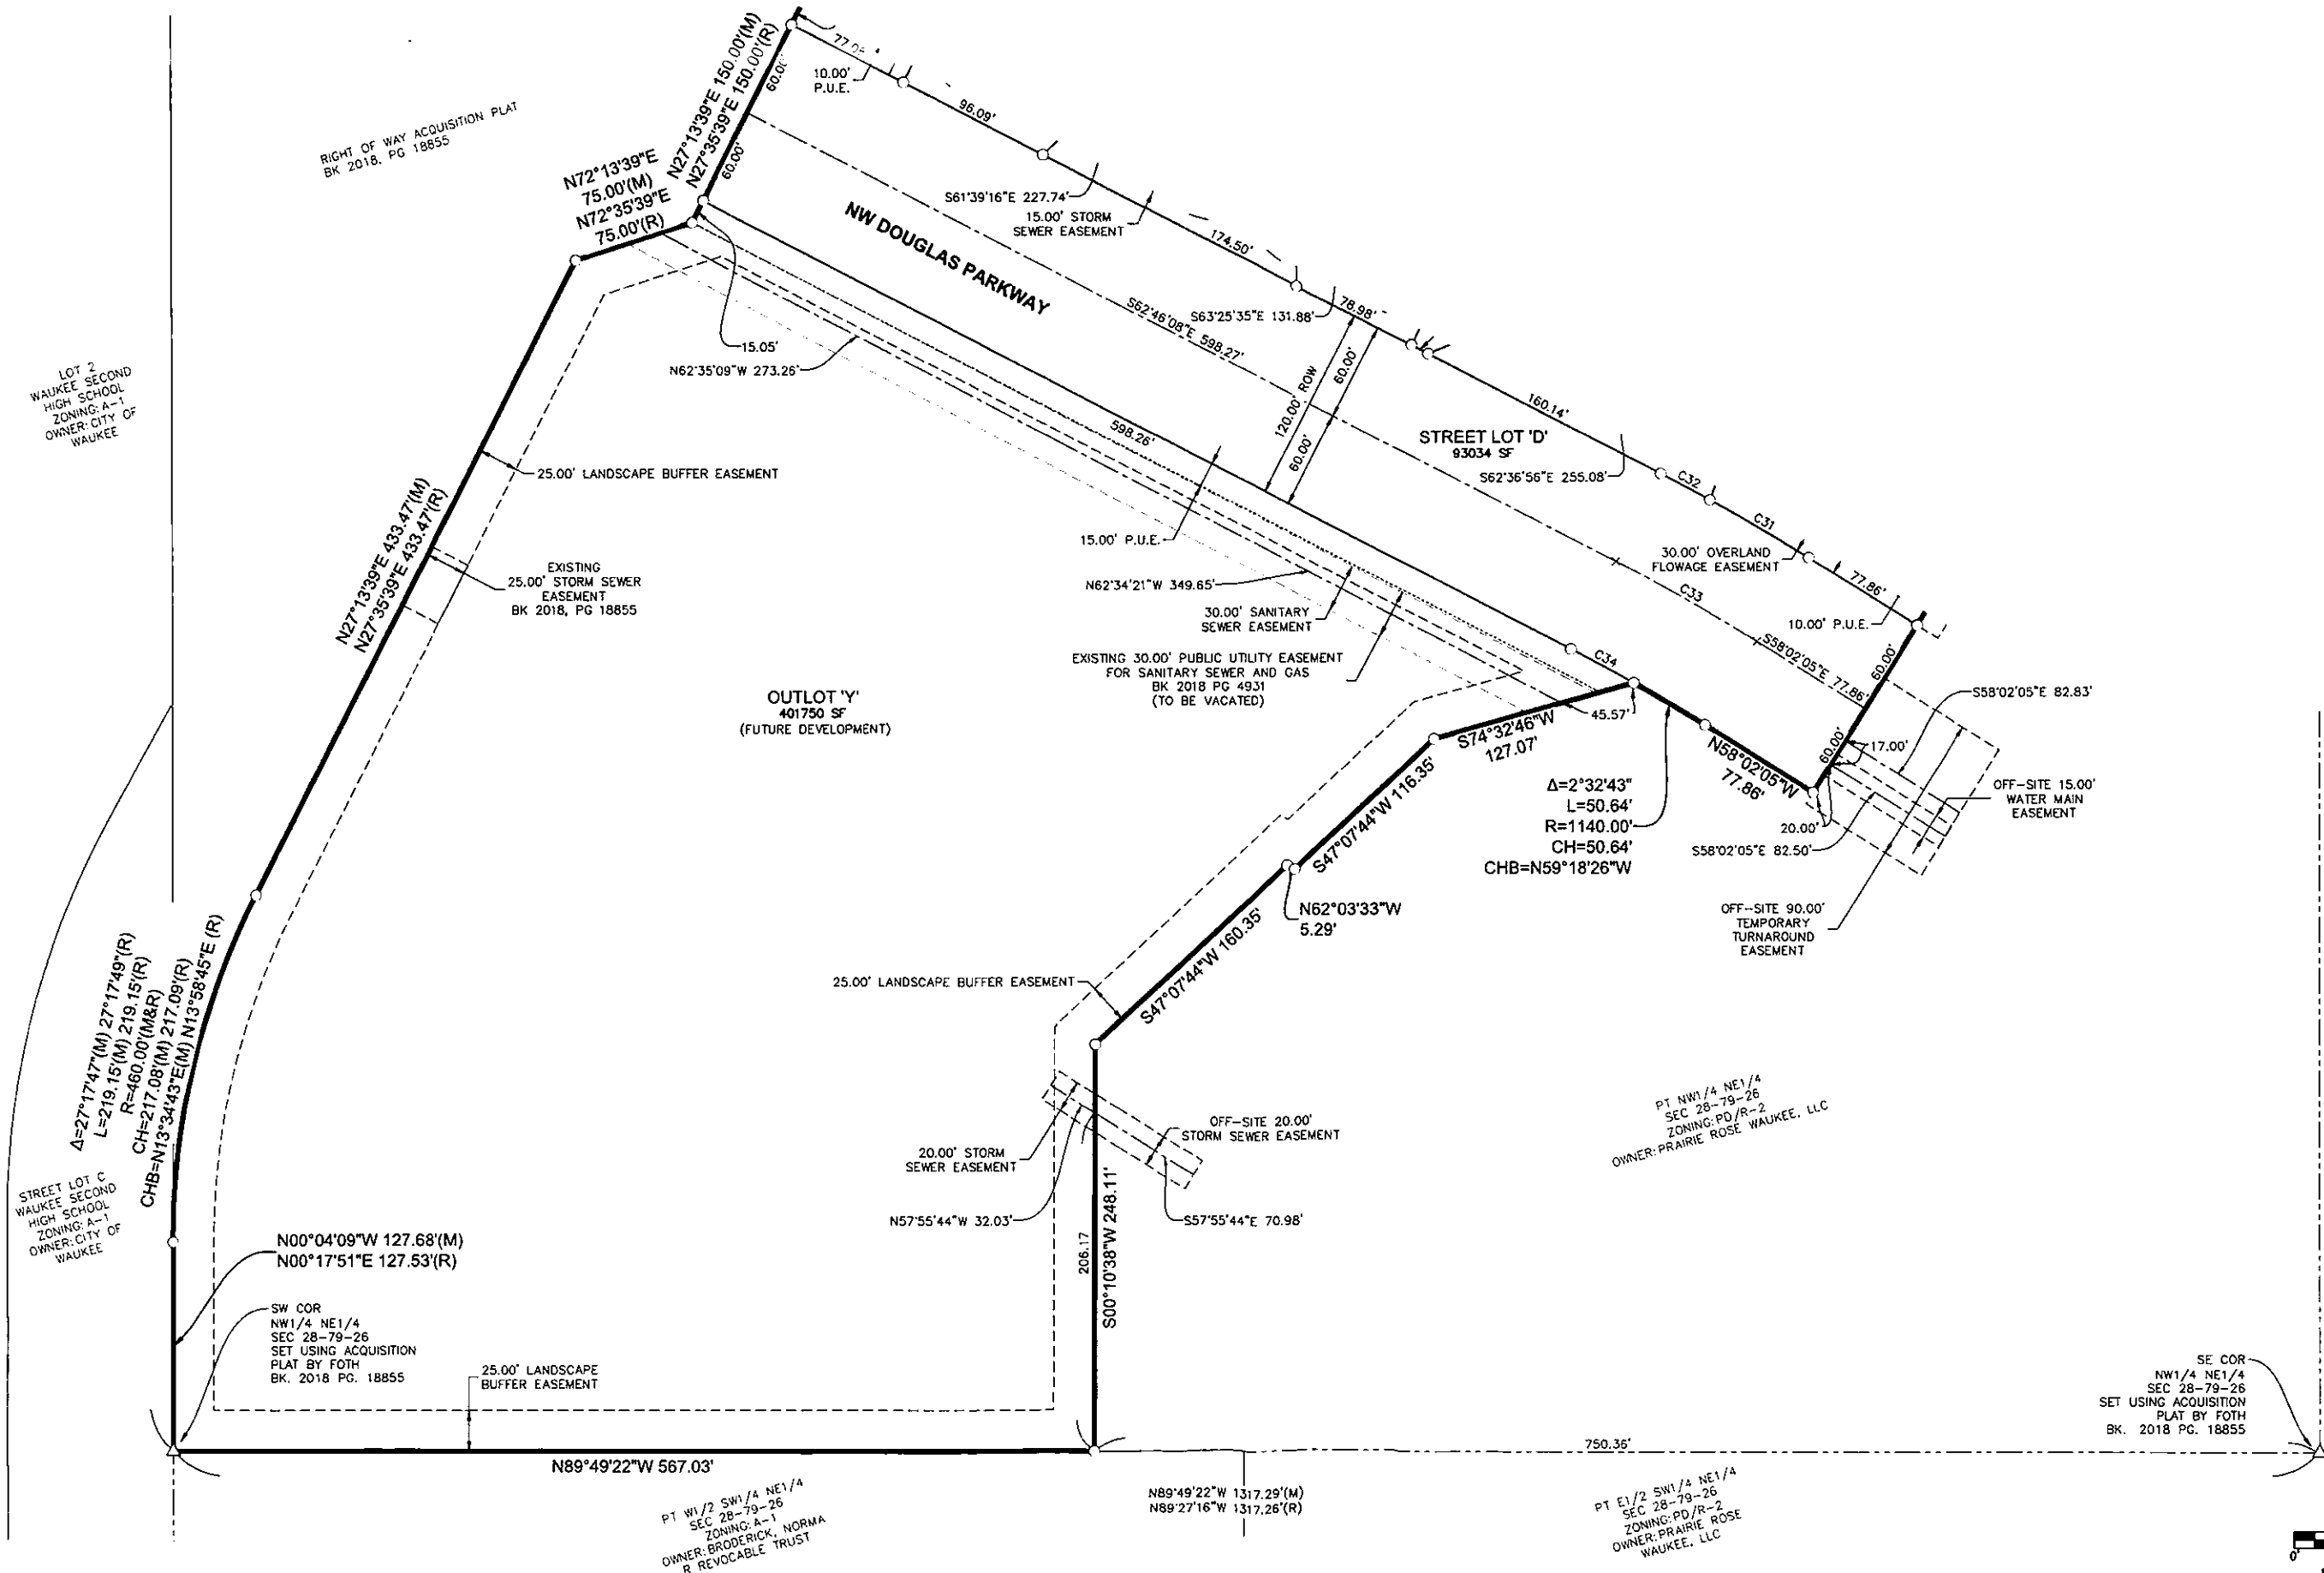 77.0
10.00'
P.U.E.
96.09'
N27°13'39"E 150.00'(M)
N27°35'39"E 150.00'(R)
60.00'
60.00'
RIGHT OF WAY ACQUISITION PLAT
BK 2018, PG 18855
N72°13'39"E
75.00'(M)
N72°35'39"E
75.00'(R)
S61°39'16"E 227.74'
15.00' STORM
SEWER EASEMENT
174.50'
NW DOUGLAS PARKWAY
S62°46'08"E 598.27'
S63°25'35"E 131.88'
78.98'
15.05'
N62°35'09"W 273.26'
120.00' ROW
60.00'
60.00'
160.14'
LOT 2
WAUKEE SECOND
HIGH SCHOOL
ZONING: A-1
OWNER: CITY OF
WAUKEE
598.26'
STREET LOT 'D'
93034 SF
S62°36'56"E 255.08'
C32
C31
25.00' LANDSCAPE BUFFER EASEMENT
N27°13'39"E 433.47'(M)
N27°35'39"E 433.47'(R)
15.00' P.U.E.
30.00' OVERLAND
FLOWAGE EASEMENT
77.86'
C33
EXISTING
25.00' STORM SEWER
EASEMENT
BK 2018, PG 18855
N62°34'21"W 349.65'
30.00' SANITARY
SEWER EASEMENT
10.00' P.U.E.
EXISTING 30.00' PUBLIC UTILITY EASEMENT
FOR SANITARY SEWER AND GAS
BK 2018 PG 4931
(TO BE VACATED)
C34
S58°02'05"E 77.86'
60.00'
60.00'
S58°02'05"E 82.83'
OUTLOT 'Y'
401750 SF
(FUTURE DEVELOPMENT)
45.57'
S74°32'46"W
127.07'
N58°02'05"W
77.86'
17.00'
OFF-SITE 15.00'
WATER MAIN
EASEMENT
S47°07'44"W 116.35'
Δ=2°32'43"
L=50.64'
R=1140.00'
CH=50.64'
CHB=N59°18'26"W
20.00'
S58°02'05"E 82.50'
N62°03'33"W
5.29'
OFF-SITE 90.00'
TEMPORARY
TURNAROUND
EASEMENT
S47°07'44"W 160.35'
25.00' LANDSCAPE BUFFER EASEMENT
Δ=27°17'47"(M) 27°17'49"(R)
L=219.15'(M) 219.15'(R)
R=460.00'(M&R)
CH=217.08'(M) 217.09'(R)
CHB=N13°34'43"E(M) N13°58'45"E (R)
PT NW1/4 NE1/4
SEC 28-79-26
ZONING: PD/R-2
OWNER: PRAIRIE ROSE WAUKEE, LLC
OFF-SITE 20.00'
STORM SEWER EASEMENT
20.00' STORM
SEWER EASEMENT
STREET LOT C
WAUKEE SECOND
HIGH SCHOOL
ZONING: A-1
OWNER: CITY OF
WAUKEE
N57°55'44"W 32.03'
S57°55'44"E 70.98'
206.17
S00°10'38"W 248.11'
N00°04'09"W 127.68'(M)
N00°17'51"E 127.53'(R)
SW COR
NW1/4 NE1/4
SEC 28-79-26
SET USING ACQUISITION
PLAT BY FOTH
BK. 2018 PG. 18855
25.00' LANDSCAPE
BUFFER EASEMENT
SE COR
NW1/4 NE1/4
SEC 28-79-26
SET USING ACQUISITION
PLAT BY FOTH
BK. 2018 PG. 18855
750.36'
N89°49'22"W 567.03'
N89°49'22"W 1317.29'(M)
N89°27'16"W 1317.26'(R)
PT W1/2 SW1/4 NE1/4
SEC 28-79-26
ZONING: A-1
OWNER: BRODERICK, NORMA
R REVOCABLE TRUST
PT E1/2 SW1/4 NE1/4
SEC 28-79-26
ZONING: PD/R-2
OWNER: PRAIRIE ROSE
WAUKEE, LLC
0'